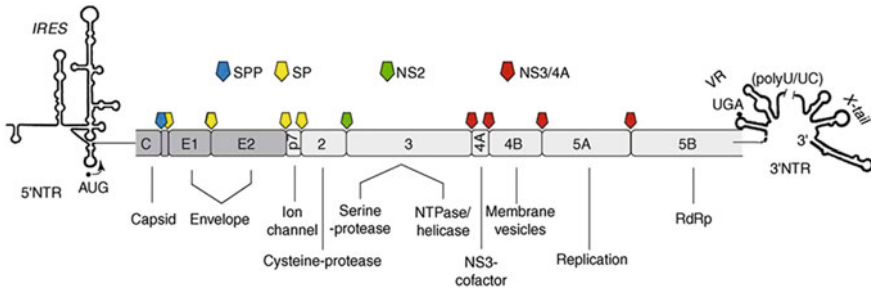 IRES
SPP
SP
NS2
NS3/4A
VR
(polyU/UC)
X-tail
UGA
C
E1
E2
p7
2
3
4A
4B
5A
5B
3'
5'NTR
AUG
3'NTR
Capsid
Envelope
Ion
channel
Serine
-protease
NTPase/
helicase
Membrane
vesicles
RdRp
Cysteine-protease
NS3-
cofactor
Replication